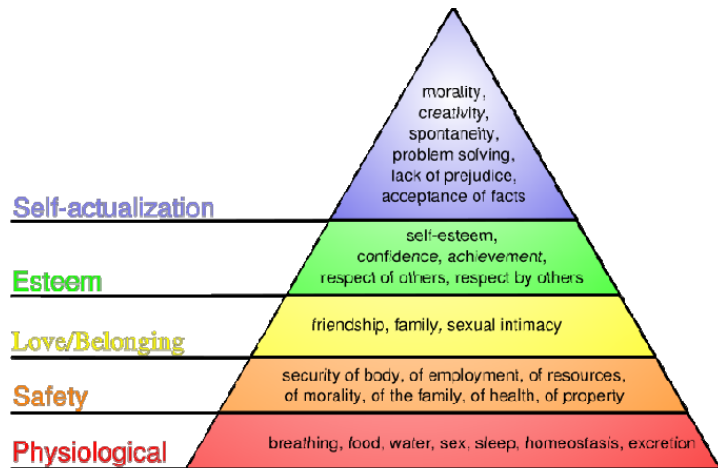 morality,
creativity,
spontaneity,
problem solving,
lack of prejudice,
acceptance of facts
Self-actualization
self-esteem,
confidence, achievement,
respect of others, respect by others
Esteem
friendship, family, sexual intimacy
Love/Belonging
security of body, of employment, of resources,
of morality, of the family, of health, of property
Safety
breathing, food, water, sex, sleep, homeostasis, excretion
Physiological